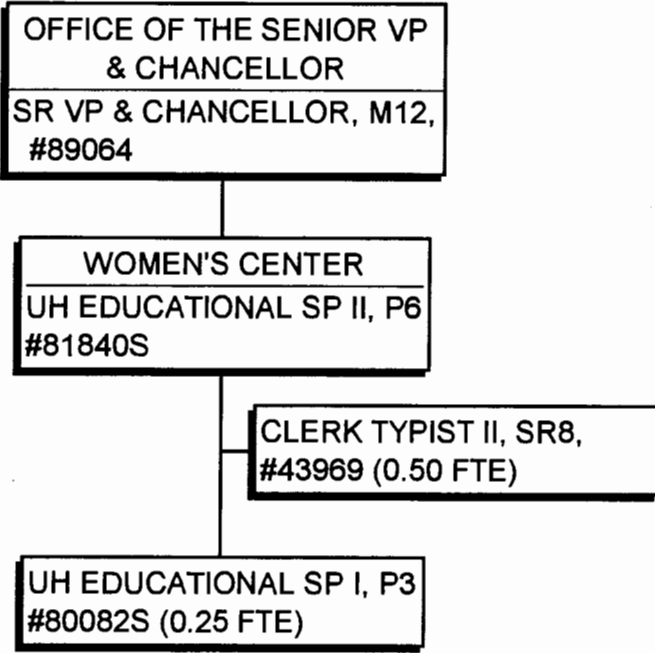 OFFICE OF THE SENIOR VP
& CHANCELLOR
SR VP & CHANCELLOR, M12,
#89064
WOMEN'S CENTER
UH EDUCATIONAL SP II, P6
#81840S
CLERK TYPIST II, SR8,
#43969 (0.50 FTE)
UH EDUCATIONAL SP I, P3
#80082S (0.25 FTE)